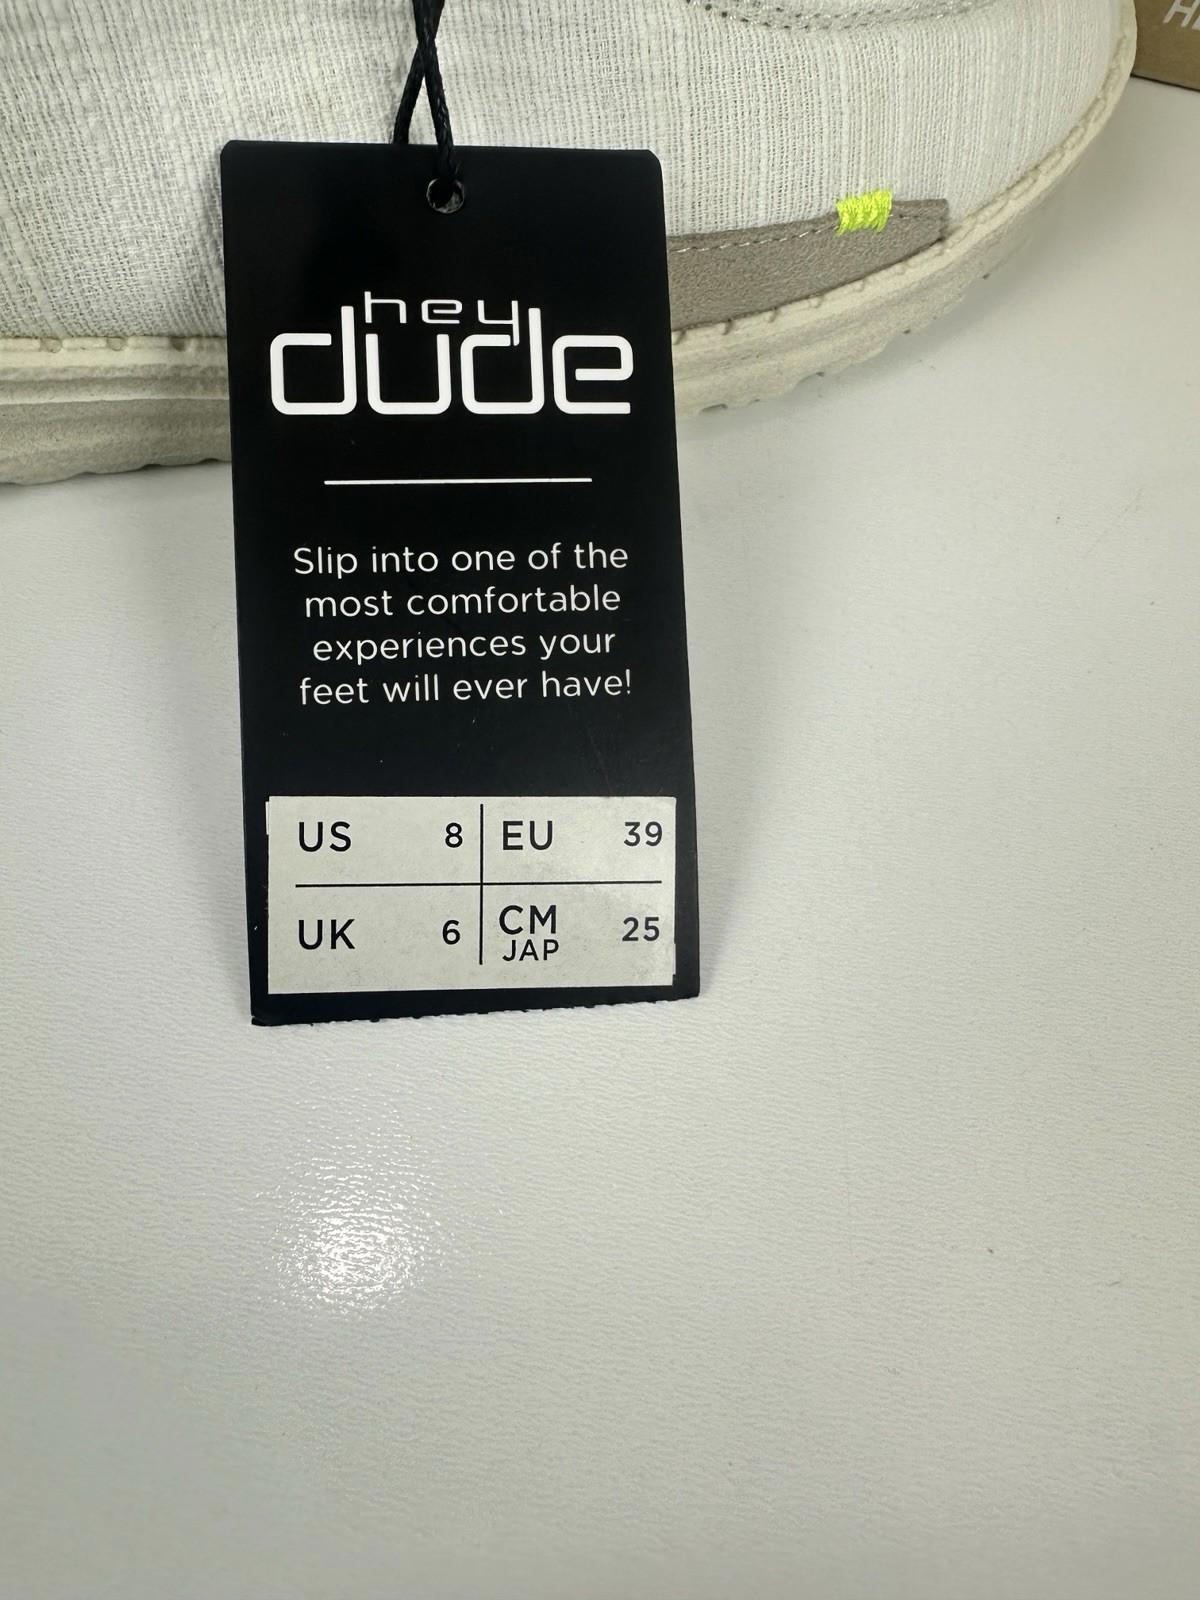 hey
dude
Slip into one of the
most comfortable
experiences your
feet will ever have!
US 8 EU 39
UK 6 CM 25
JAP